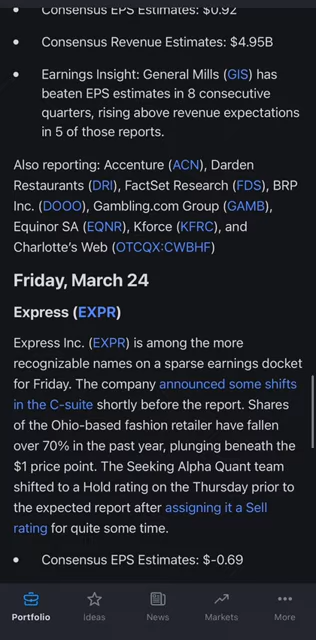 • Consensus EPS Estimates: $0.92
• Consensus Revenue Estimates: $4.95B
• Earnings Insight: General Mills (GIS) has
beaten EPS estimates in 8 consecutive
quarters, rising above revenue expectations
in 5 of those reports.
Also reporting: Accenture (ACN), Darden
Restaurants (DRI), FactSet Research (FDS), BRP
Inc. (DOOO), Gambling.com Group (GAMB),
Equinor SA (EQNR), Kforce (KFRC), and
Charlotte's Web (OTCQX:CWBHF)
Friday, March 24
Express (EXPR)
Express Inc. (EXPR) is among the more
recognizable names on a sparse earnings docket
for Friday. The company announced some shifts
in the C-suite shortly before the report. Shares
of the Ohio-based fashion retailer have fallen
over 70% in the past year, plunging beneath the
$1 price point. The Seeking Alpha Quant team
shifted to a Hold rating on the Thursday prior to
the expected report after assigning it a Sell
rating for quite some time.
• Consensus EPS Estimates: $-0.69
Portfolio Ideas News Markets More